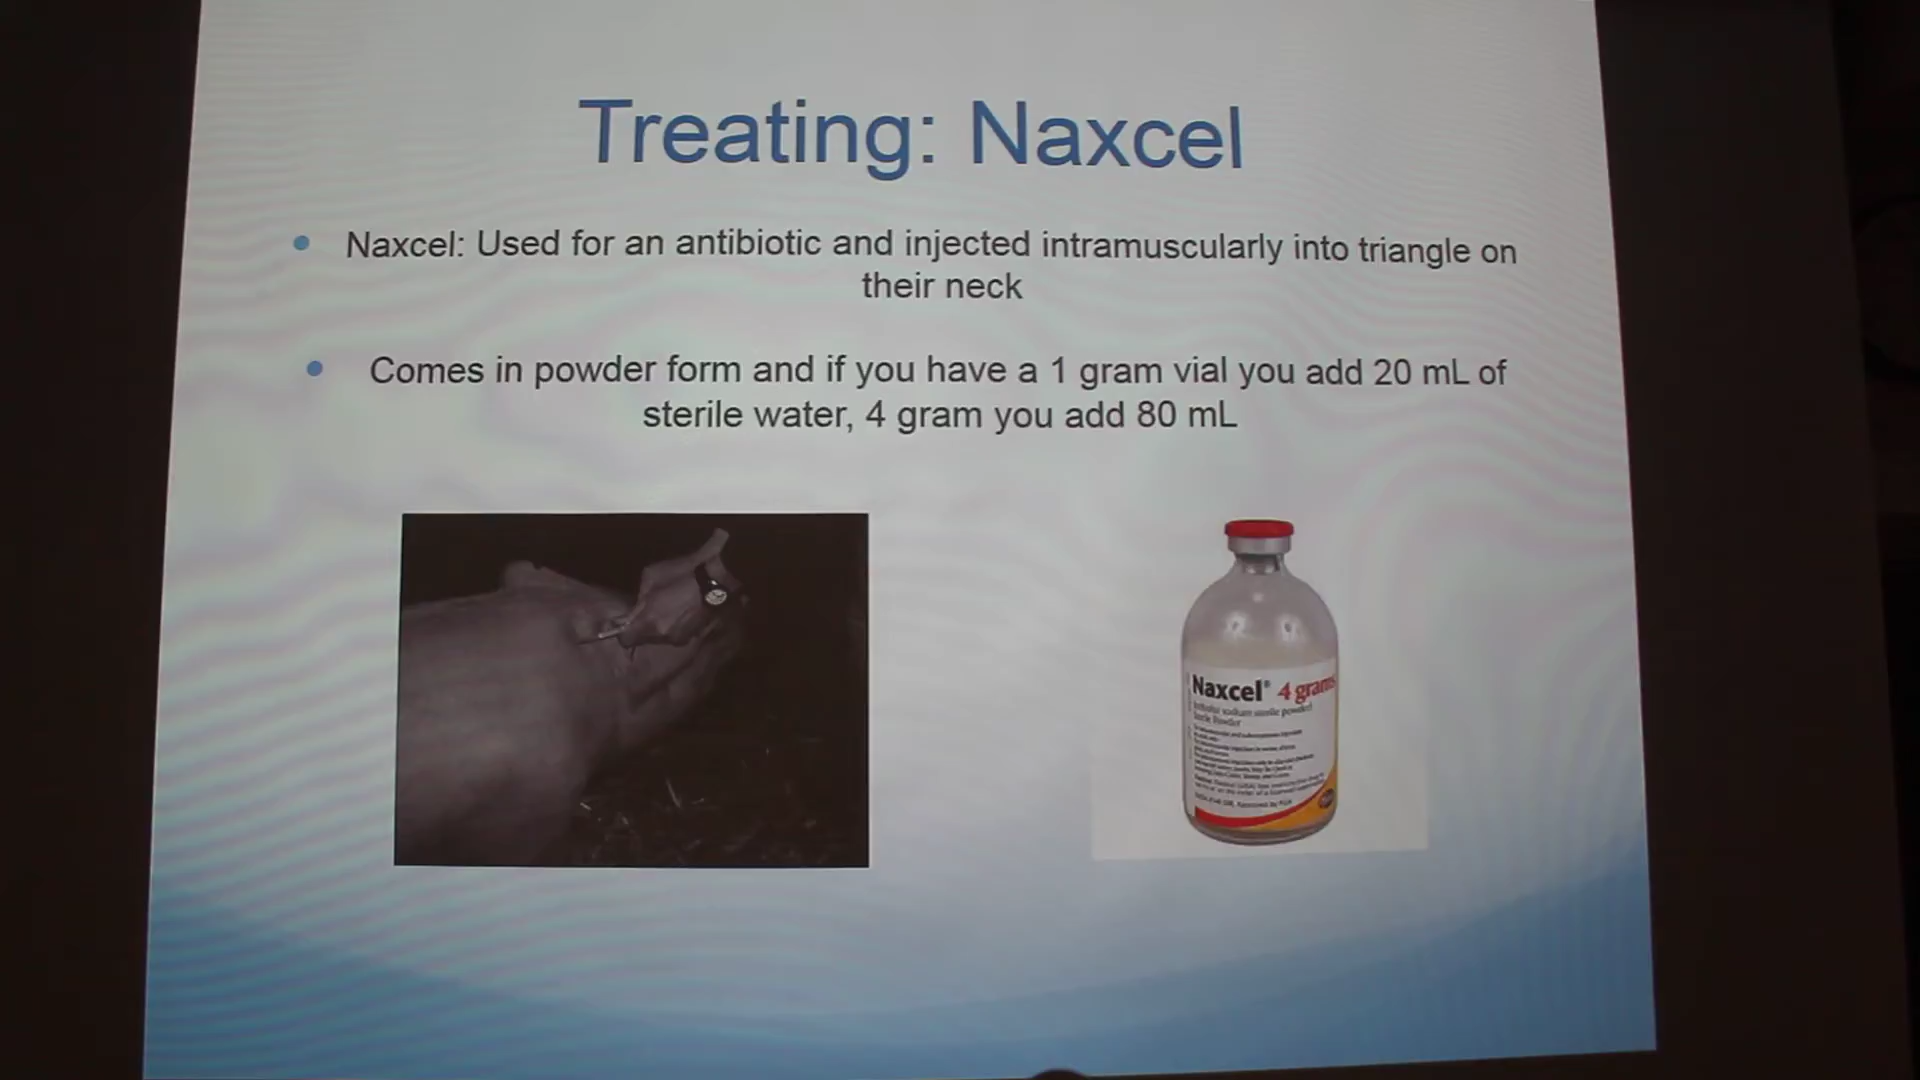 Treating: Naxcel
Naxcel: Used for an antibiotic and injected intramuscularly into triangle on
their neck
Comes in powder form and if you have a 1 gram vial you add 20 mL of
sterile water, 4 gram you add 80 mL
Naxcel® 4 grams